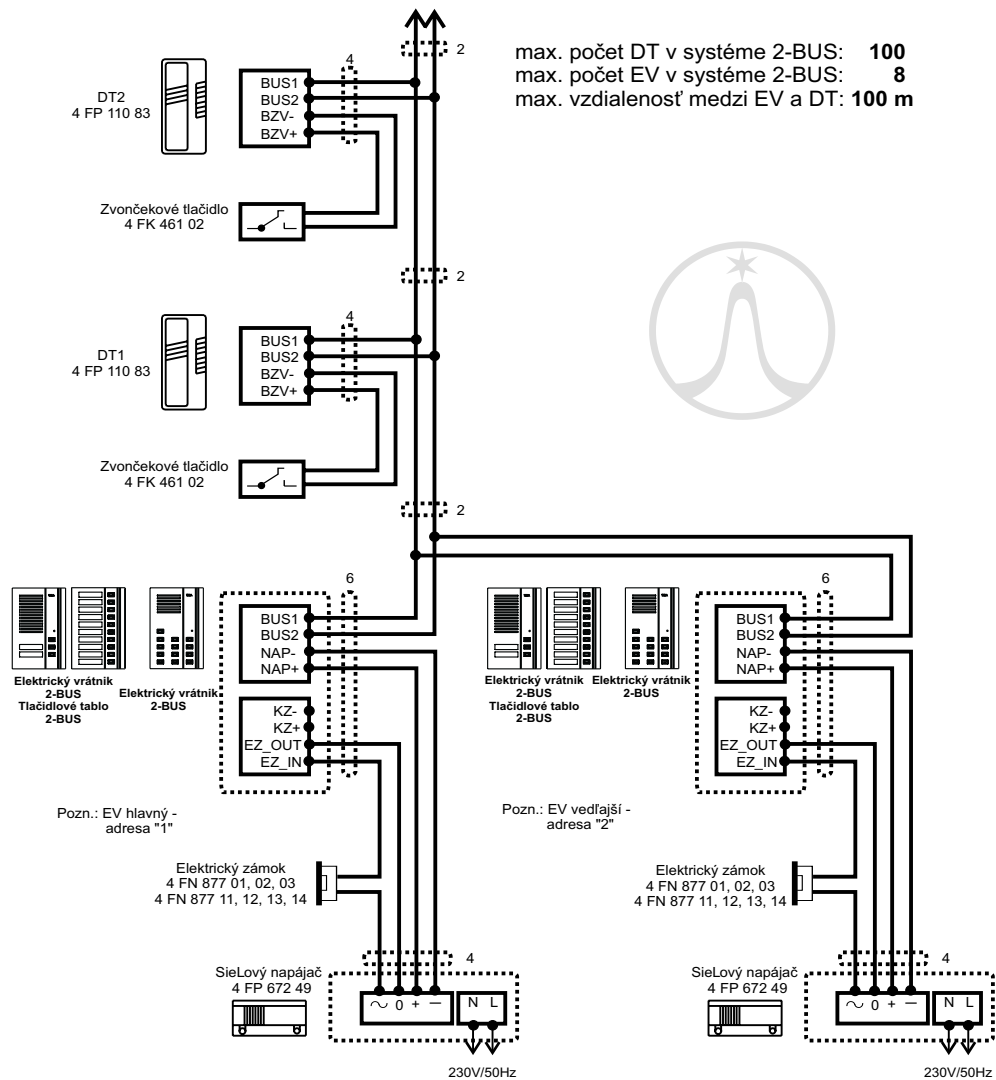 2
max. počet DT v systéme 2-BUS: 100
max. počet EV v systéme 2-BUS: 8
max. vzdialenosť medzi EV a DT: 100 m
4
DT2
4 FP 110 83
BUS1
BUS2
BZV-
BZV+
Zvončekové tlačidlo
4 FK 461 02
2
4
DT1
4 FP 110 83
BUS1
BUS2
BZV-
BZV+
Zvončekové tlačidlo
4 FK 461 02
2
6
BUS1
BUS2
NAP-
NAP+
KZ-
KZ+
EZ_OUT
EZ_IN
Elektrický vrátnik
2-BUS
Tlačidlové tablo
2-BUS
Elektrický vrátnik
2-BUS
Pozn.: EV hlavný -
adresa "1"
Elektrický zámok
4 FN 877 01, 02, 03
4 FN 877 11, 12, 13, 14
4
SieLový napájač
4 FP 672 49
0 + —
N L
230V/50Hz
6
BUS1
BUS2
NAP-
NAP+
KZ-
KZ+
EZ_OUT
EZ_IN
Elektrický vrátnik
2-BUS
Tlačidlové tablo
2-BUS
Elektrický vrátnik
2-BUS
Pozn.: EV vedľajší -
adresa "2"
Elektrický zámok
4 FN 877 01, 02, 03
4 FN 877 11, 12, 13, 14
4
SieLový napájač
4 FP 672 49
0 + —
N L
230V/50Hz